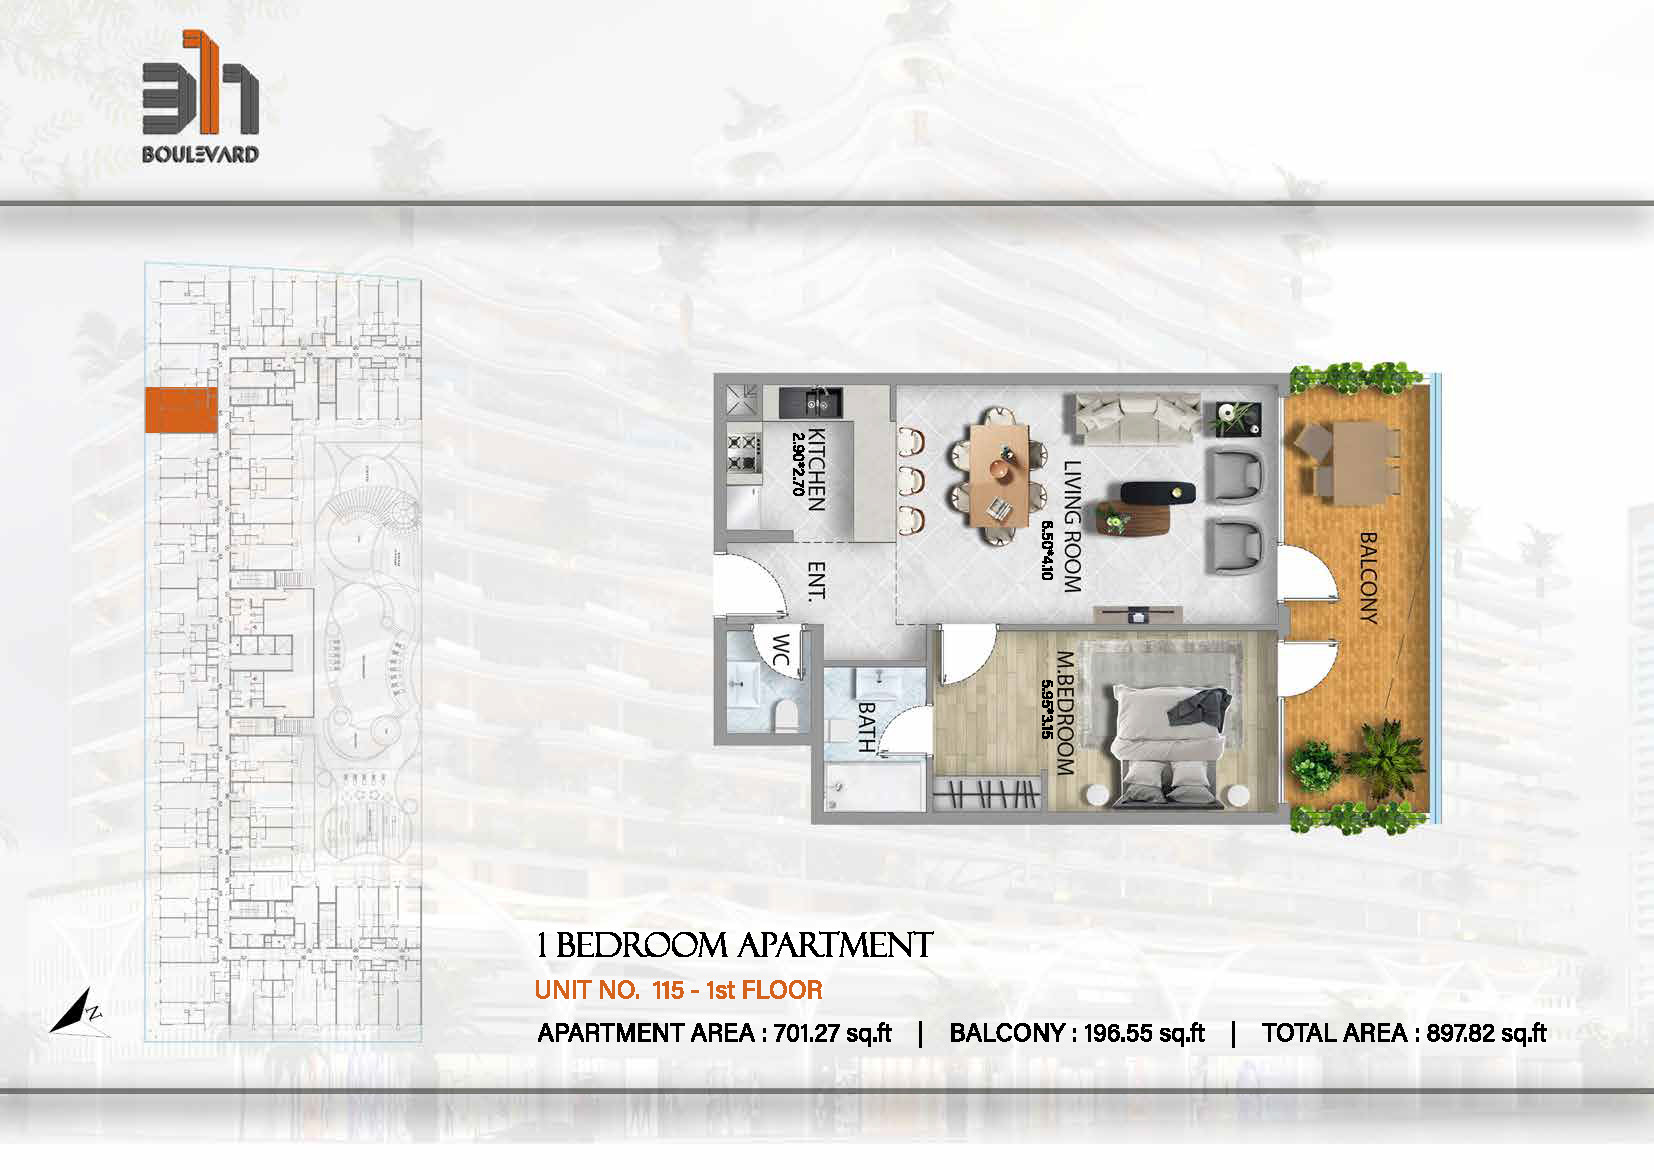 311
BOULEVARD
KITCHEN
2.90*2.70
LIVING ROOM
6.50*4.10
BALCONY
ENT.
WC
BATH
M.BEDROOM
5.95*3.15
Z
1 BEDROOM APARTMENT
UNIT NO. 115 - 1st FLOOR
APARTMENT AREA : 701.27 sq.ft | BALCONY : 196.55 sq.ft | TOTAL AREA : 897.82 sq.ft